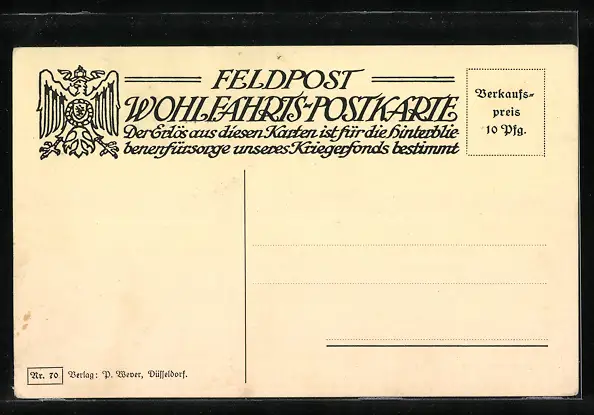 FELDPOST
WOHLFAHRTS-POSTKARTE
Der Erlös aus diesen Karten ist für die Hinterblie
benenfürsorge unseres Kriegerfonds bestimmt
Verkaufs-
preis
10 Pfg.
Nr. 70 Verlag: P. Wever, Düsseldorf.